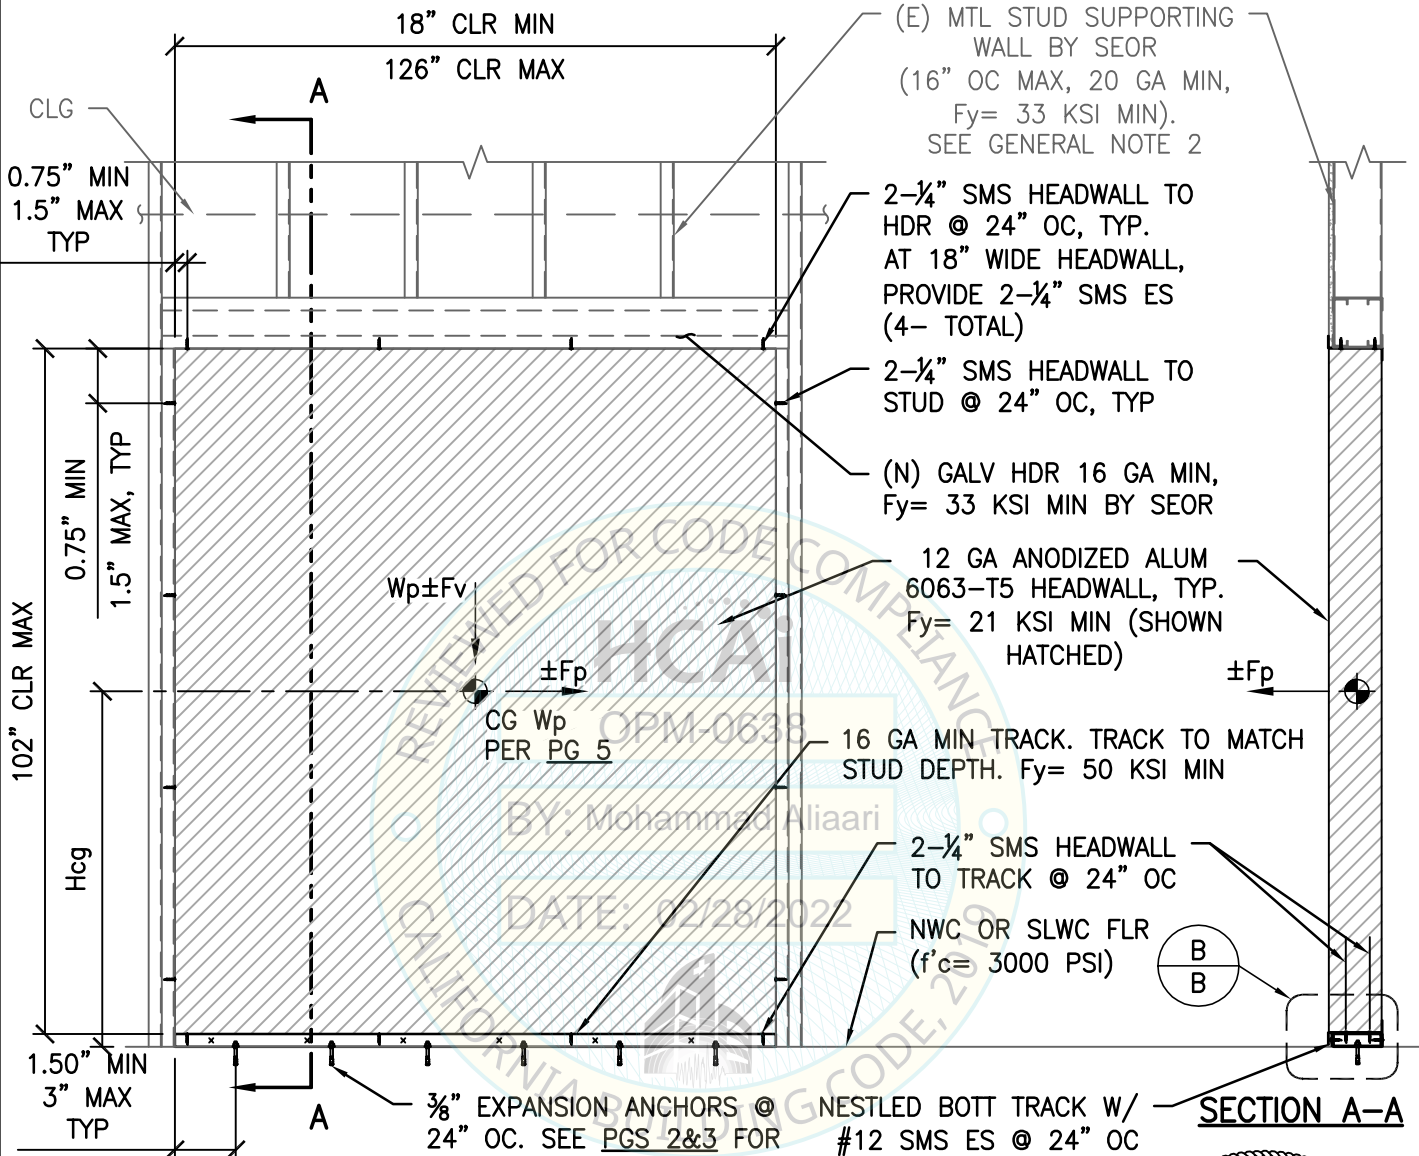 18" CLR MIN
126" CLR MAX
(E) MTL STUD SUPPORTING
WALL BY SEOR
(16" OC MAX, 20 GA MIN,
Fy= 33 KSI MIN).
SEE GENERAL NOTE 2
A
CLG
0.75" MIN
1.5" MAX
TYP
2-¼" SMS HEADWALL TO
HDR @ 24" OC, TYP.
AT 18" WIDE HEADWALL,
PROVIDE 2-¼" SMS ES
(4- TOTAL)
2-¼" SMS HEADWALL TO
STUD @ 24" OC, TYP
(N) GALV HDR 16 GA MIN,
Fy= 33 KSI MIN BY SEOR
0.75" MIN
1.5" MAX, TYP
102" CLR MAX
Hcg
12 GA ANODIZED ALUM
6063-T5 HEADWALL, TYP.
Fy= 21 KSI MIN (SHOWN
HATCHED)
Wp±Fv
±Fp
±Fp
CG Wp
PER PG 5
16 GA MIN TRACK. TRACK TO MATCH
STUD DEPTH. Fy= 50 KSI MIN
2-¼" SMS HEADWALL
TO TRACK @ 24" OC
NWC OR SLWC FLR
(f'c= 3000 PSI)
B
B
REVIEWED FOR CODE COMPLIANCE
HCAi
OPM-0638
BY: Mohammad Aliaari
DATE: 02/28/2022
CALIFORNIA BUILDING CODE, 2019
1.50" MIN
3" MAX
TYP
A
⅜" EXPANSION ANCHORS @
24" OC. SEE PGS 2&3 FOR
NESTLED BOTT TRACK W/
#12 SMS ES @ 24" OC
SECTION A-A